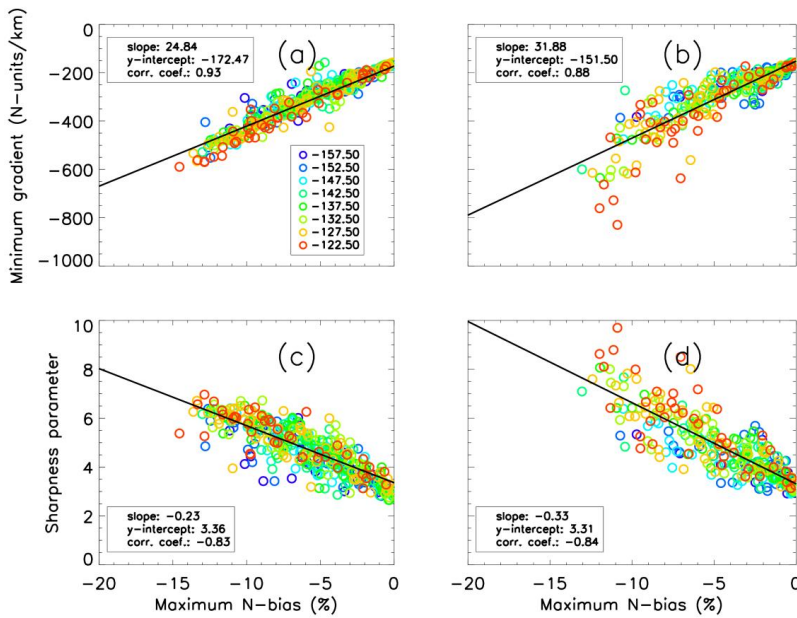 slope: 24.84
y-intercept: -172.47
corr. coef.: 0.93
(a)
slope: 31.88
y-intercept: -151.50
corr. coef.: 0.88
(b)
0
-200
-400
-600
-800
-1000
Minimum gradient (N-units/km)
-157.50
-152.50
-147.50
-142.50
-137.50
-132.50
-127.50
-122.50
10
8
6
4
2
0
Sharpness parameter
(c)
(d)
slope: -0.23
y-intercept: 3.36
corr. coef.: -0.83
slope: -0.33
y-intercept: 3.31
corr. coef.: -0.84
-20 -15 -10 -5 0
-20 -15 -10 -5 0
Maximum N-bias (%)
Maximum N-bias (%)